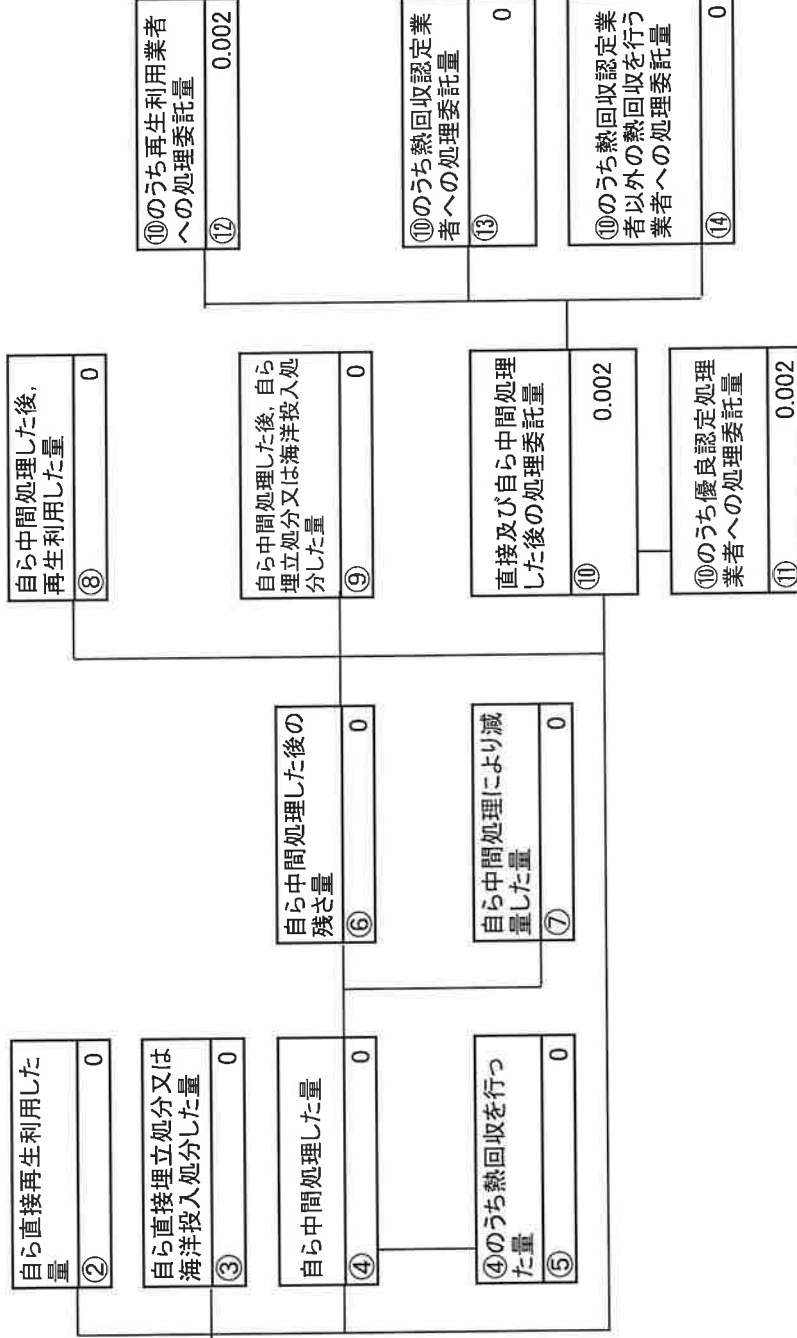 自ら直接再生利用した
量
② 0
自ら直接埋立処分又は
海洋投入処分した量
③ 0
自ら中間処理した量
④ 0
④のうち熱回収を行っ
た量
⑤ 0
自ら中間処理した後の
残さ量
⑥ 0
自ら中間処理により減
量した量
⑦ 0
自ら中間処理した後,
再生利用した量
⑧ 0
自ら中間処理した後, 自ら
埋立処分又は海洋投入処
分した量
⑨ 0
直接及び自ら中間処理
した後の処理委託量
⑩ 0.002
⑩のうち優良認定処理
業者への処理委託量
⑪ 0.002
⑩のうち再生利用業者
への処理委託量
⑫ 0.002
⑩のうち熱回収認定業
者への処理委託量
⑬ 0
⑩のうち熱回収認定業
者以外の熱回収を行う
業者への処理委託量
⑭ 0